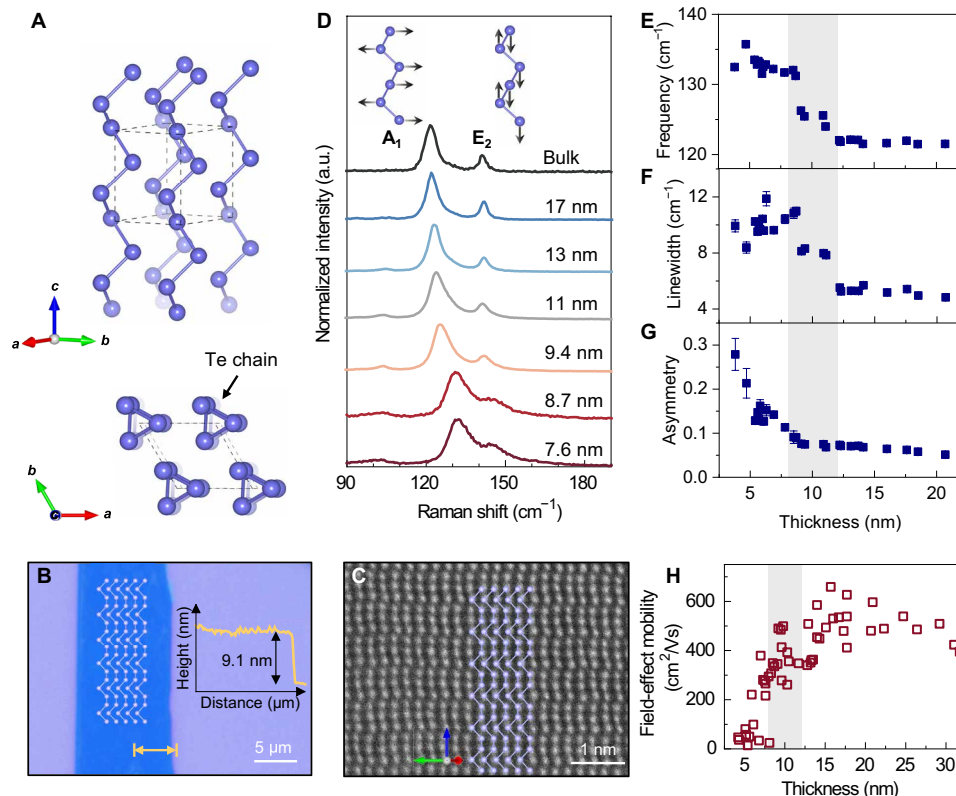 A
c
a
b
Te chain
b
c
a
D
A₁
E₂
Bulk
17 nm
13 nm
11 nm
9.4 nm
8.7 nm
7.6 nm
Normalized intensity (a.u.)
90
120
150
180
Raman shift (cm⁻¹)
E
Frequency (cm⁻¹)
140
130
120
F
Linewidth (cm⁻¹)
12
8
4
G
Asymmetry
0.3
0.2
0.1
0.0
5
10
15
20
Thickness (nm)
B
Height (nm)
9.1 nm
Distance (µm)
5 µm
C
1 nm
H
Field-effect mobility
(cm²/Vs)
600
400
200
0
5
10
15
20
25
30
Thickness (nm)